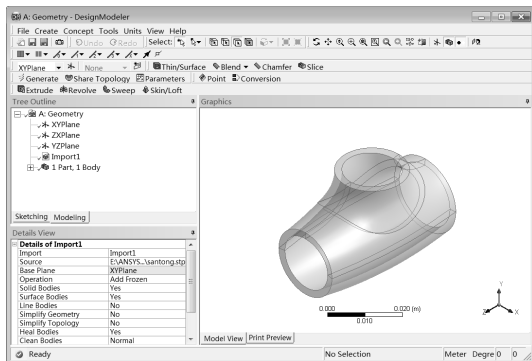 A: Geometry - DesignModeler
File Create Concept Tools Units View Help
Undo Redo Select:
XYPlane None Thin/Surface Blend Chamfer Slice
Generate Share Topology Parameters Point Conversion
Extrude Revolve Sweep Skin/Loft
Tree Outline
A: Geometry
XYPlane
ZXPlane
YZPlane
Import1
1 Part, 1 Body
Sketching Modeling
Details View
Details of Import1
Import Import1
Source E:\ANSYS...\santong.stp
Base Plane XYPlane
Operation Add Frozen
Solid Bodies Yes
Surface Bodies Yes
Line Bodies No
Simplify Geometry No
Simplify Topology No
Heal Bodies Yes
Clean Bodies Normal
Graphics
0.000 0.020 (m)
0.010
Y
Z X
Model View Print Preview
Ready No Selection Meter Degre 0 0